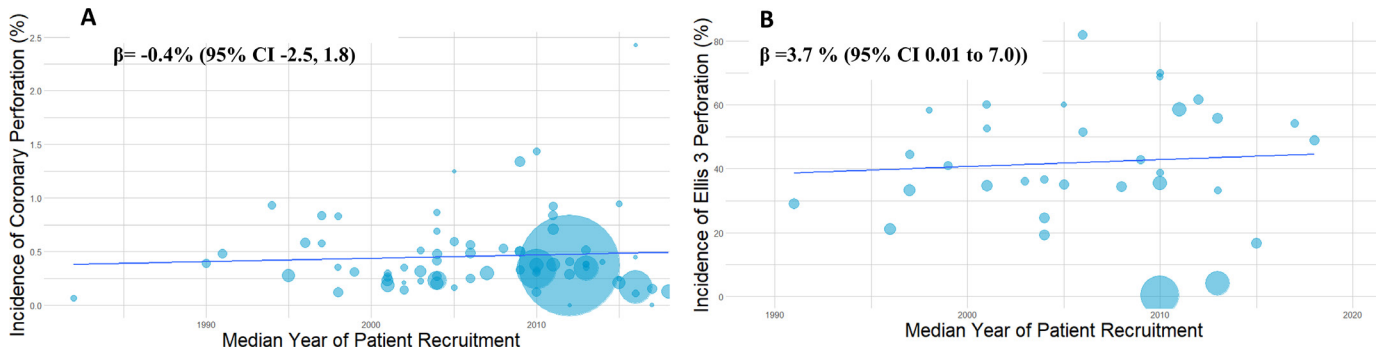 A
β= -0.4% (95% CI -2.5, 1.8)
Incidence of Coronary Perforation (%)
2.5
2.0
1.5
1.0
0.5
0.0
1990
2000
2010
Median Year of Patient Recruitment
B
β =3.7 % (95% CI 0.01 to 7.0))
Incidence of Ellis 3 Perforation (%)
80
60
40
20
0
1990
2000
2010
2020
Median Year of Patient Recruitment